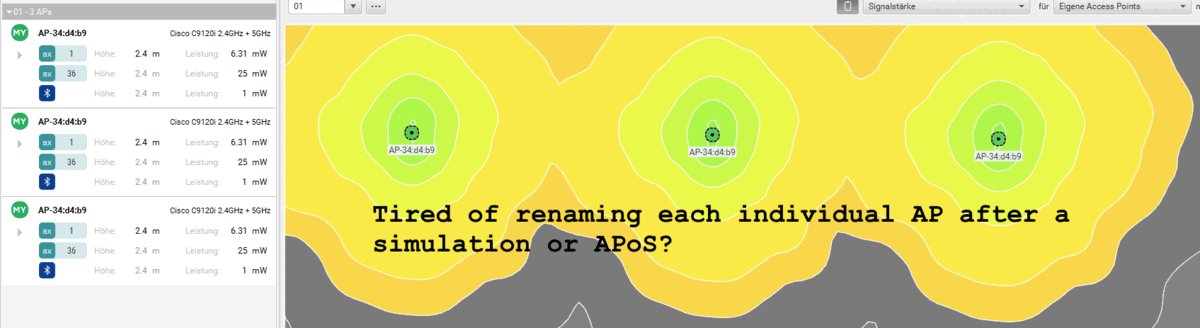 01 - 3 APs
MY AP-34:d4:b9 Cisco C9120i 2.4GHz + 5GHz
ax 1 Höhe: 2.4 m Leistung: 6.31 mW
ax 36 Höhe: 2.4 m Leistung: 25 mW
Höhe: 2.4 m Leistung: 1 mW
MY AP-34:d4:b9 Cisco C9120i 2.4GHz + 5GHz
ax 1 Höhe: 2.4 m Leistung: 6.31 mW
ax 36 Höhe: 2.4 m Leistung: 25 mW
Höhe: 2.4 m Leistung: 1 mW
MY AP-34:d4:b9 Cisco C9120i 2.4GHz + 5GHz
ax 1 Höhe: 2.4 m Leistung: 6.31 mW
ax 36 Höhe: 2.4 m Leistung: 25 mW
Höhe: 2.4 m Leistung: 1 mW
01 ... Signalstärke für Eigene Access Points
AP-34:d4:b9 AP-34:d4:b9 AP-34:d4:b9
Tired of renaming each individual AP after a
simulation or APoS?